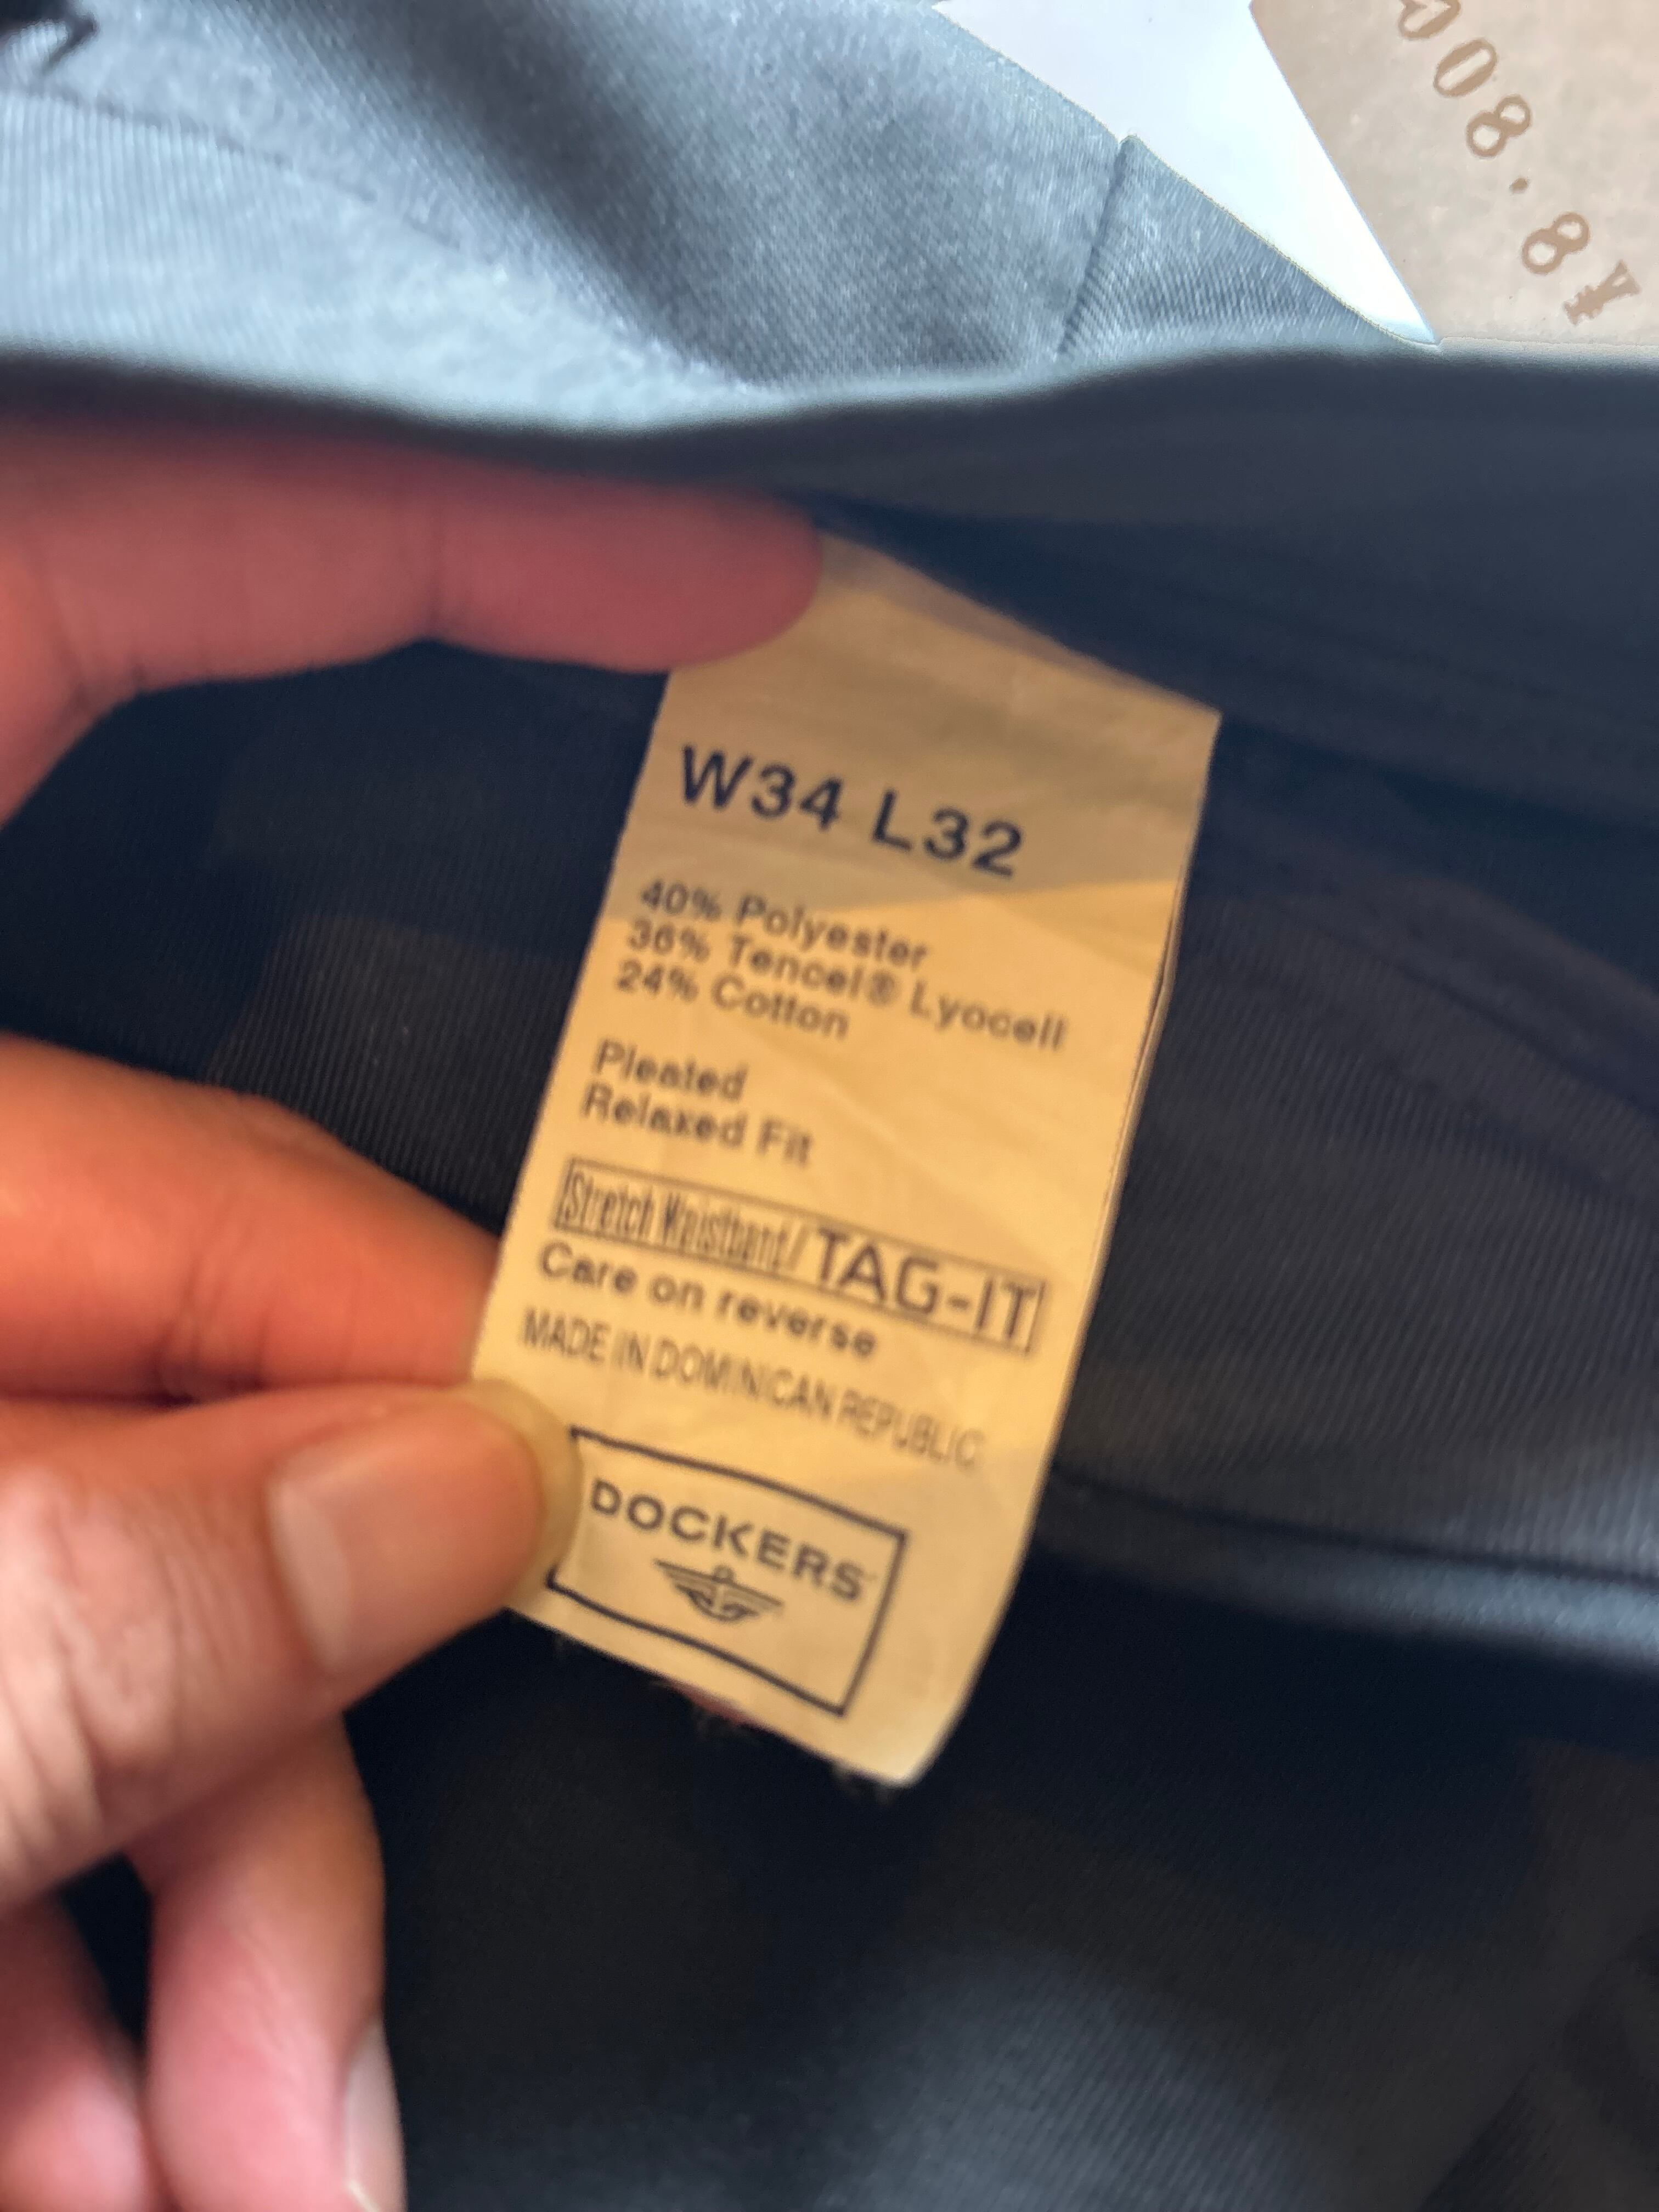 W34 L32
40% Polyester
36% Tencel® Lyocell
24% Cotton
Pleated
Relaxed Fit
Stretch Waistband/TAG-IT
Care on reverse
MADE IN DOMINICAN REPUBLIC
DOCKERS